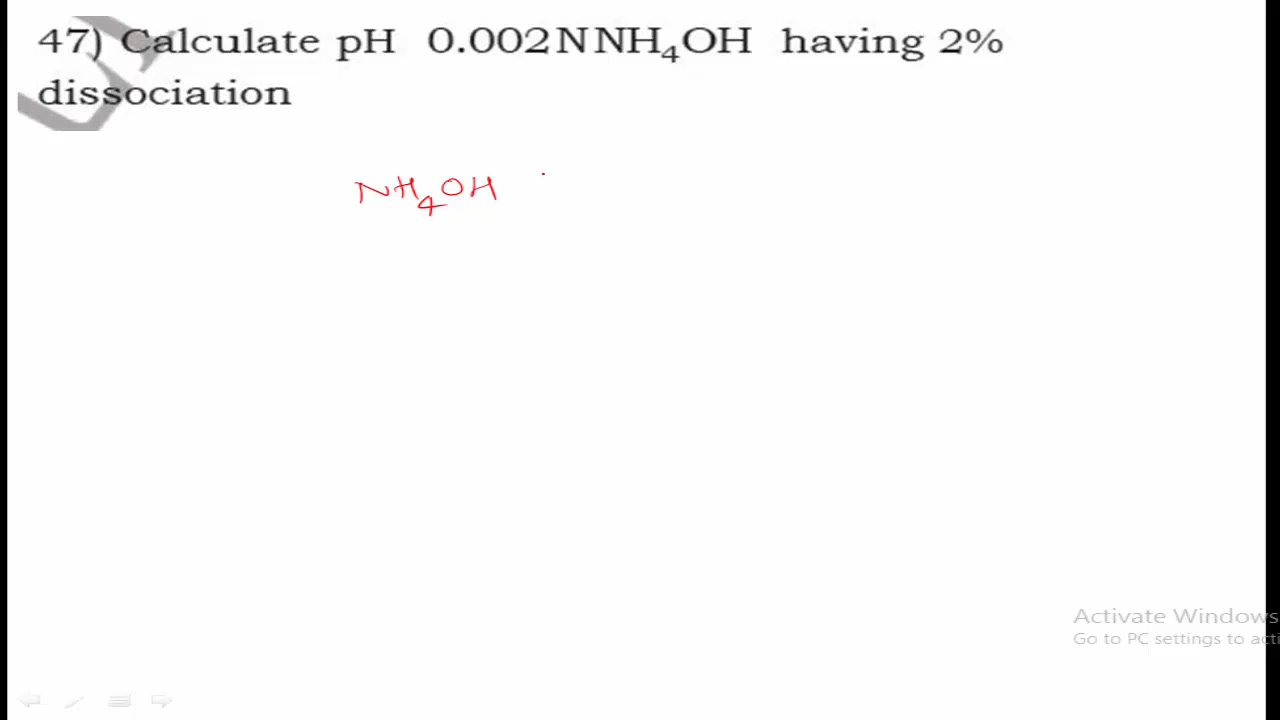 47) Calculate pH 0.002N NH₄OH having 2%
dissociation
NH₄OH
Activate Windows
Go to PC settings to acti